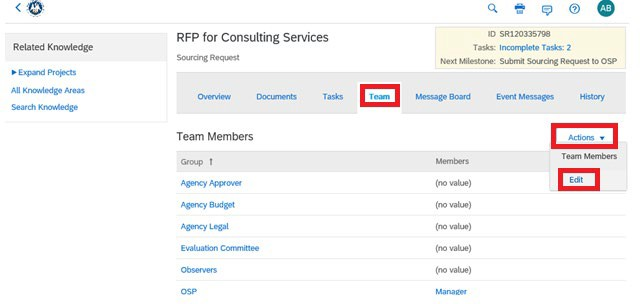 AB
RFP for Consulting Services
Sourcing Request
ID SR120335798
Tasks: Incomplete Tasks: 2
Next Milestone: Submit Sourcing Request to OSP
Related Knowledge
Expand Projects
All Knowledge Areas
Search Knowledge
Overview Documents Tasks Team Message Board Event Messages History
Team Members
Actions
Team Members
Edit
Group ↑ Members
Agency Approver (no value)
Agency Budget (no value)
Agency Legal (no value)
Evaluation Committee (no value)
Observers (no value)
OSP Manager